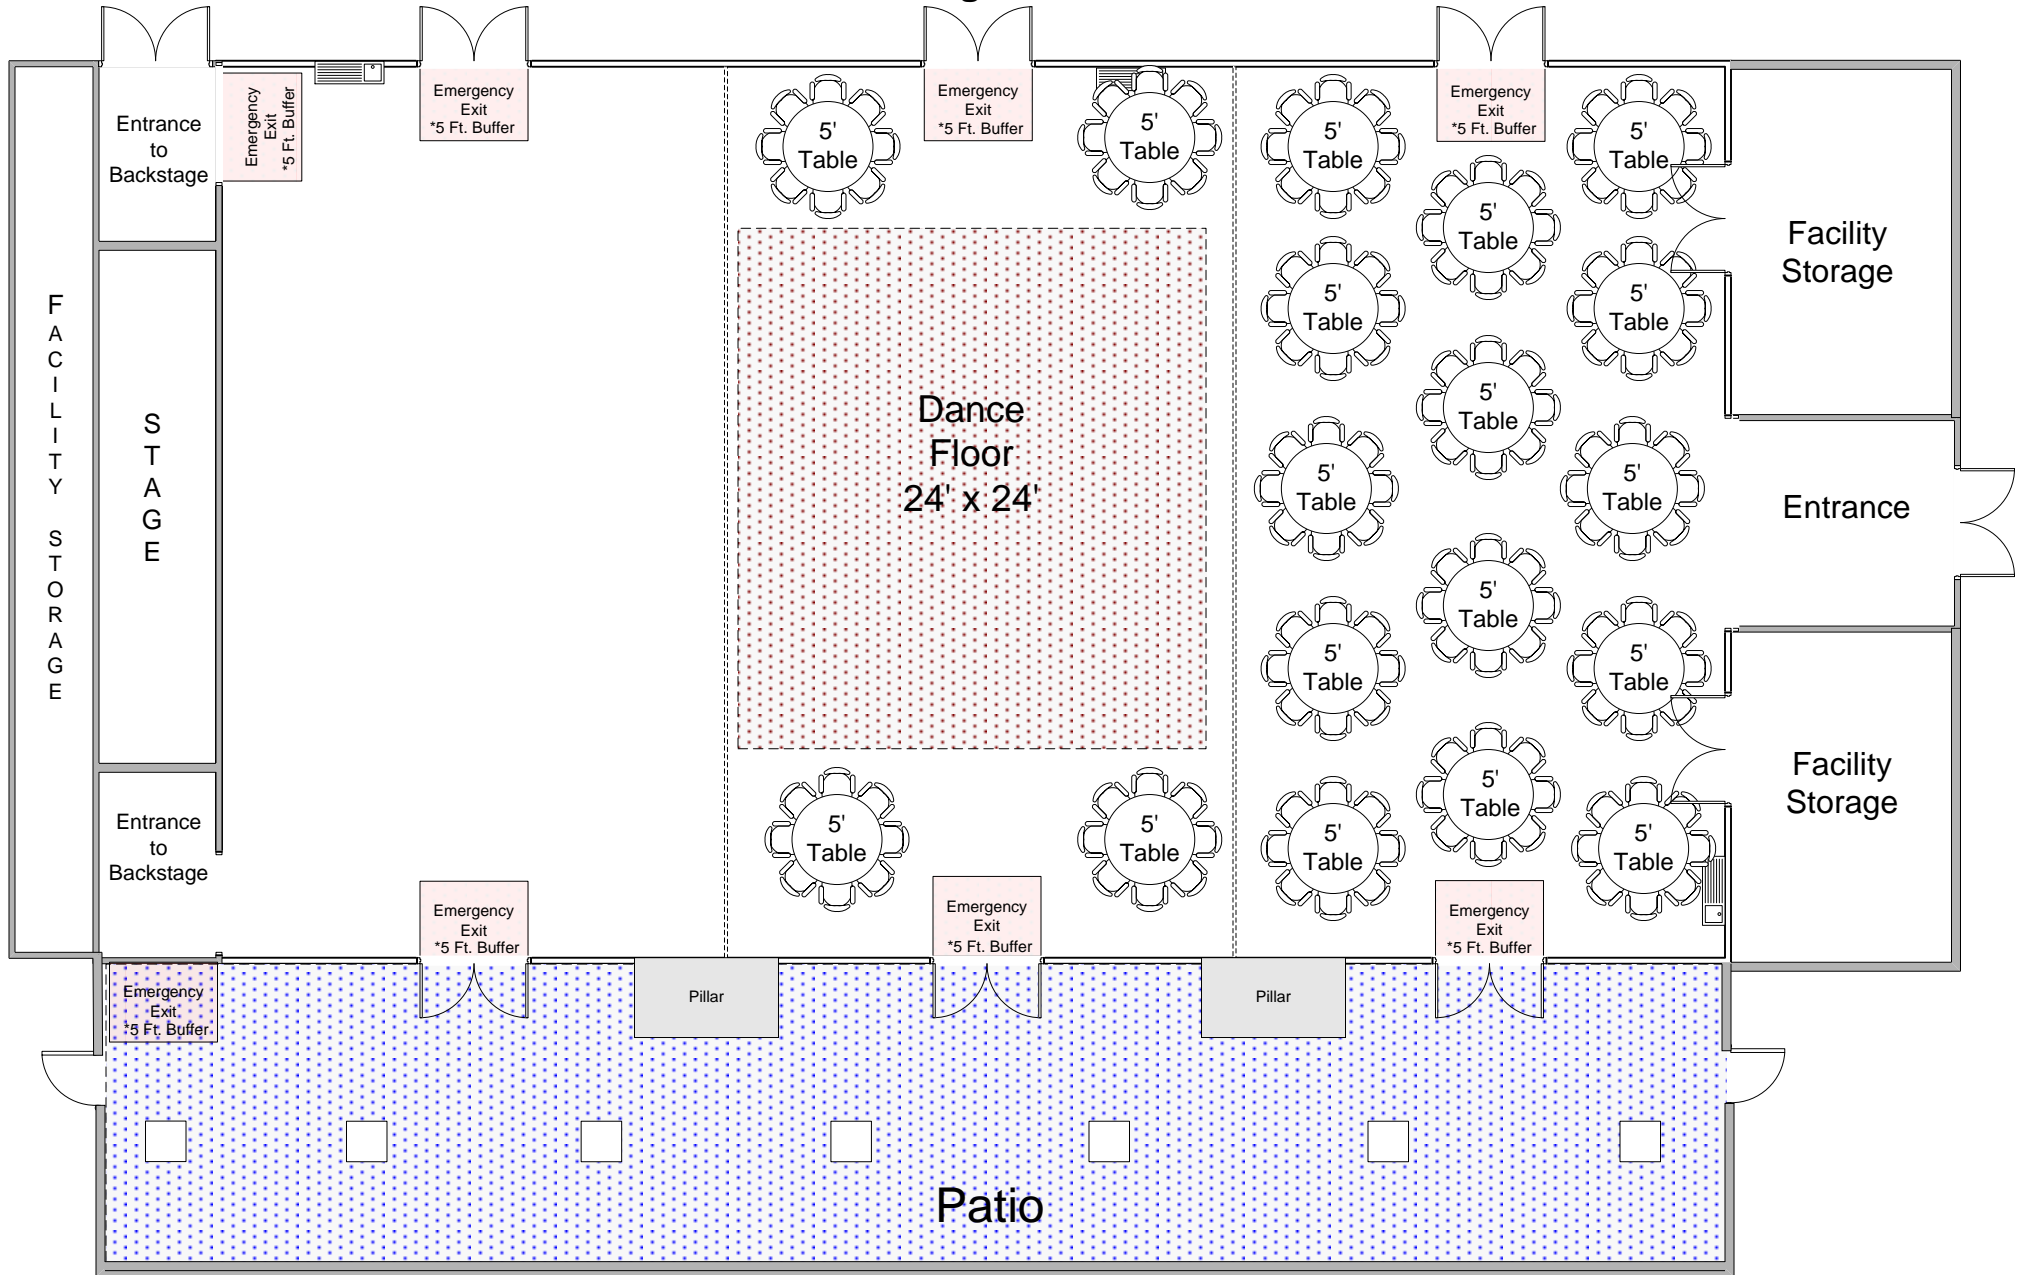 g
Emergency
Exit
*5 Ft. Buffer
Emergency
Exit
*5 Ft. Buffer
Emergency
Exit
*5 Ft. Buffer
Emergency
Exit
*5 Ft. Buffer
Entrance
to
Backstage
5'
Table
5'
Table
5'
Table
5'
Table
5'
Table
Facility
Storage
5'
Table
5'
Table
5'
Table
FACILITY STORAGE
STAGE
Dance
Floor
24' x 24'
5'
Table
5'
Table
Entrance
5'
Table
5'
Table
5'
Table
Facility
Storage
5'
Table
Entrance
to
Backstage
5'
Table
5'
Table
5'
Table
5'
Table
Emergency
Exit
*5 Ft. Buffer
Emergency
Exit
*5 Ft. Buffer
Emergency
Exit
*5 Ft. Buffer
Emergency
Exit
*5 Ft. Buffer
Pillar
Pillar
Patio